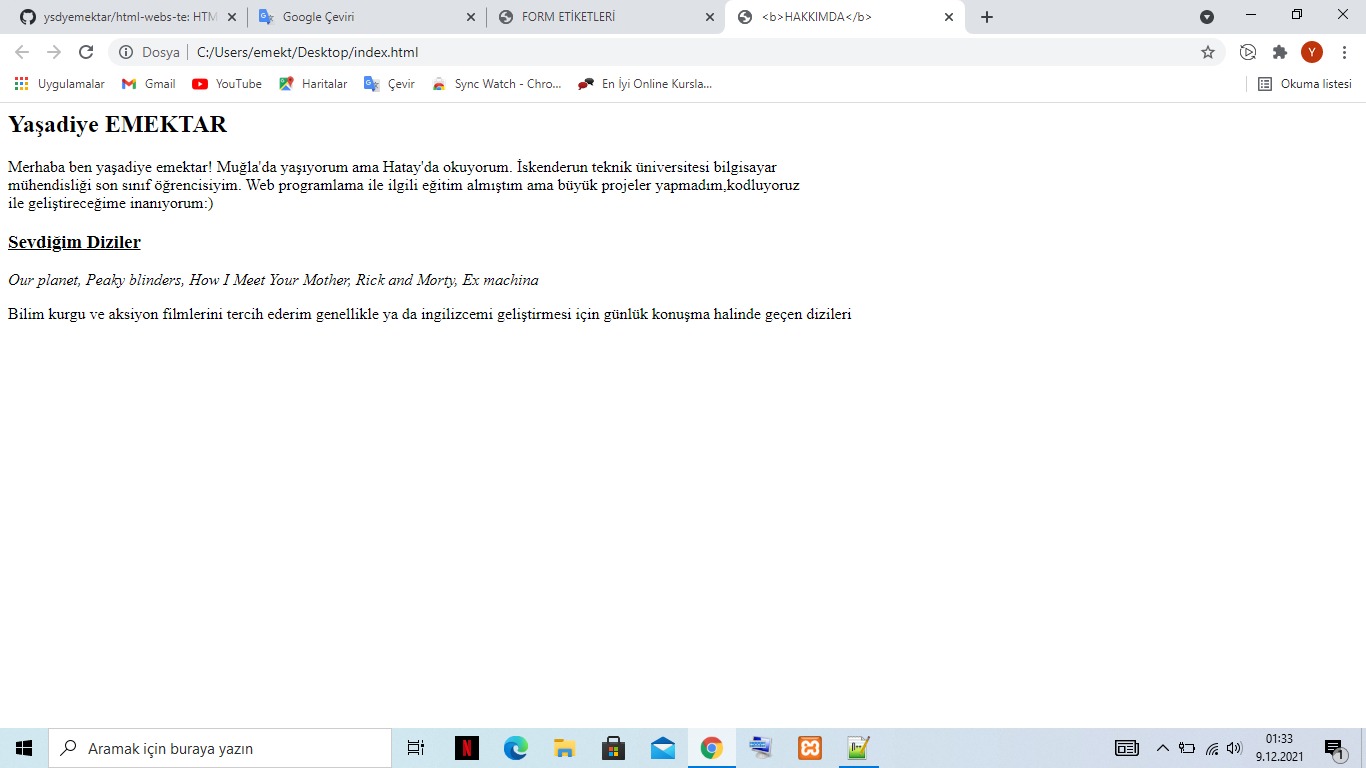 ysdyemektar/html-webs-te: HTM
Google Çeviri
FORM ETİKETLERİ
<b>HAKKIMDA</b>
Dosya
C:/Users/emekt/Desktop/index.html
Y
Uygulamalar
Gmail
YouTube
Haritalar
Çevir
Sync Watch - Chro...
En İyi Online Kursla...
Okuma listesi
Yaşadiye EMEKTAR
Merhaba ben yaşadiye emektar! Muğla'da yaşıyorum ama Hatay'da okuyorum. İskenderun teknik üniversitesi bilgisayar
mühendisliği son sınıf öğrencisiyim. Web programlama ile ilgili eğitim almıştım ama büyük projeler yapmadım,kodluyoruz
ile geliştireceğime inanıyorum:)
Sevdiğim Diziler
Our planet, Peaky blinders, How I Meet Your Mother, Rick and Morty, Ex machina
Bilim kurgu ve aksiyon filmlerini tercih ederim genellikle ya da ingilizcemi geliştirmesi için günlük konuşma halinde geçen dizileri
Aramak için buraya yazın
01:33
9.12.2021
1